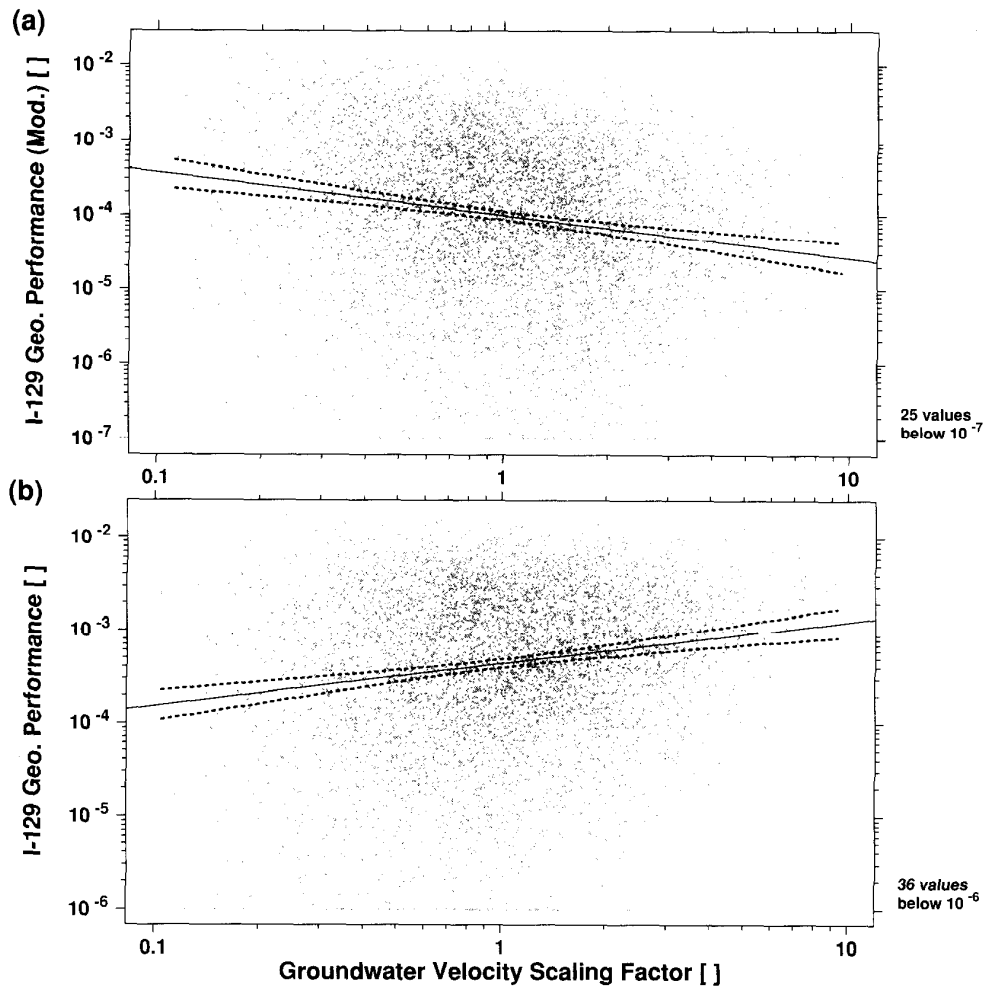 (a)
I-129 Geo. Performance (Mod.) [ ]
10⁻²
10⁻³
10⁻⁴
10⁻⁵
10⁻⁶
10⁻⁷
0.1 1 10
25 values
below 10⁻⁷
(b)
I-129 Geo. Performance [ ]
10⁻²
10⁻³
10⁻⁴
10⁻⁵
10⁻⁶
0.1 1 10
36 values
below 10⁻⁶
Groundwater Velocity Scaling Factor [ ]